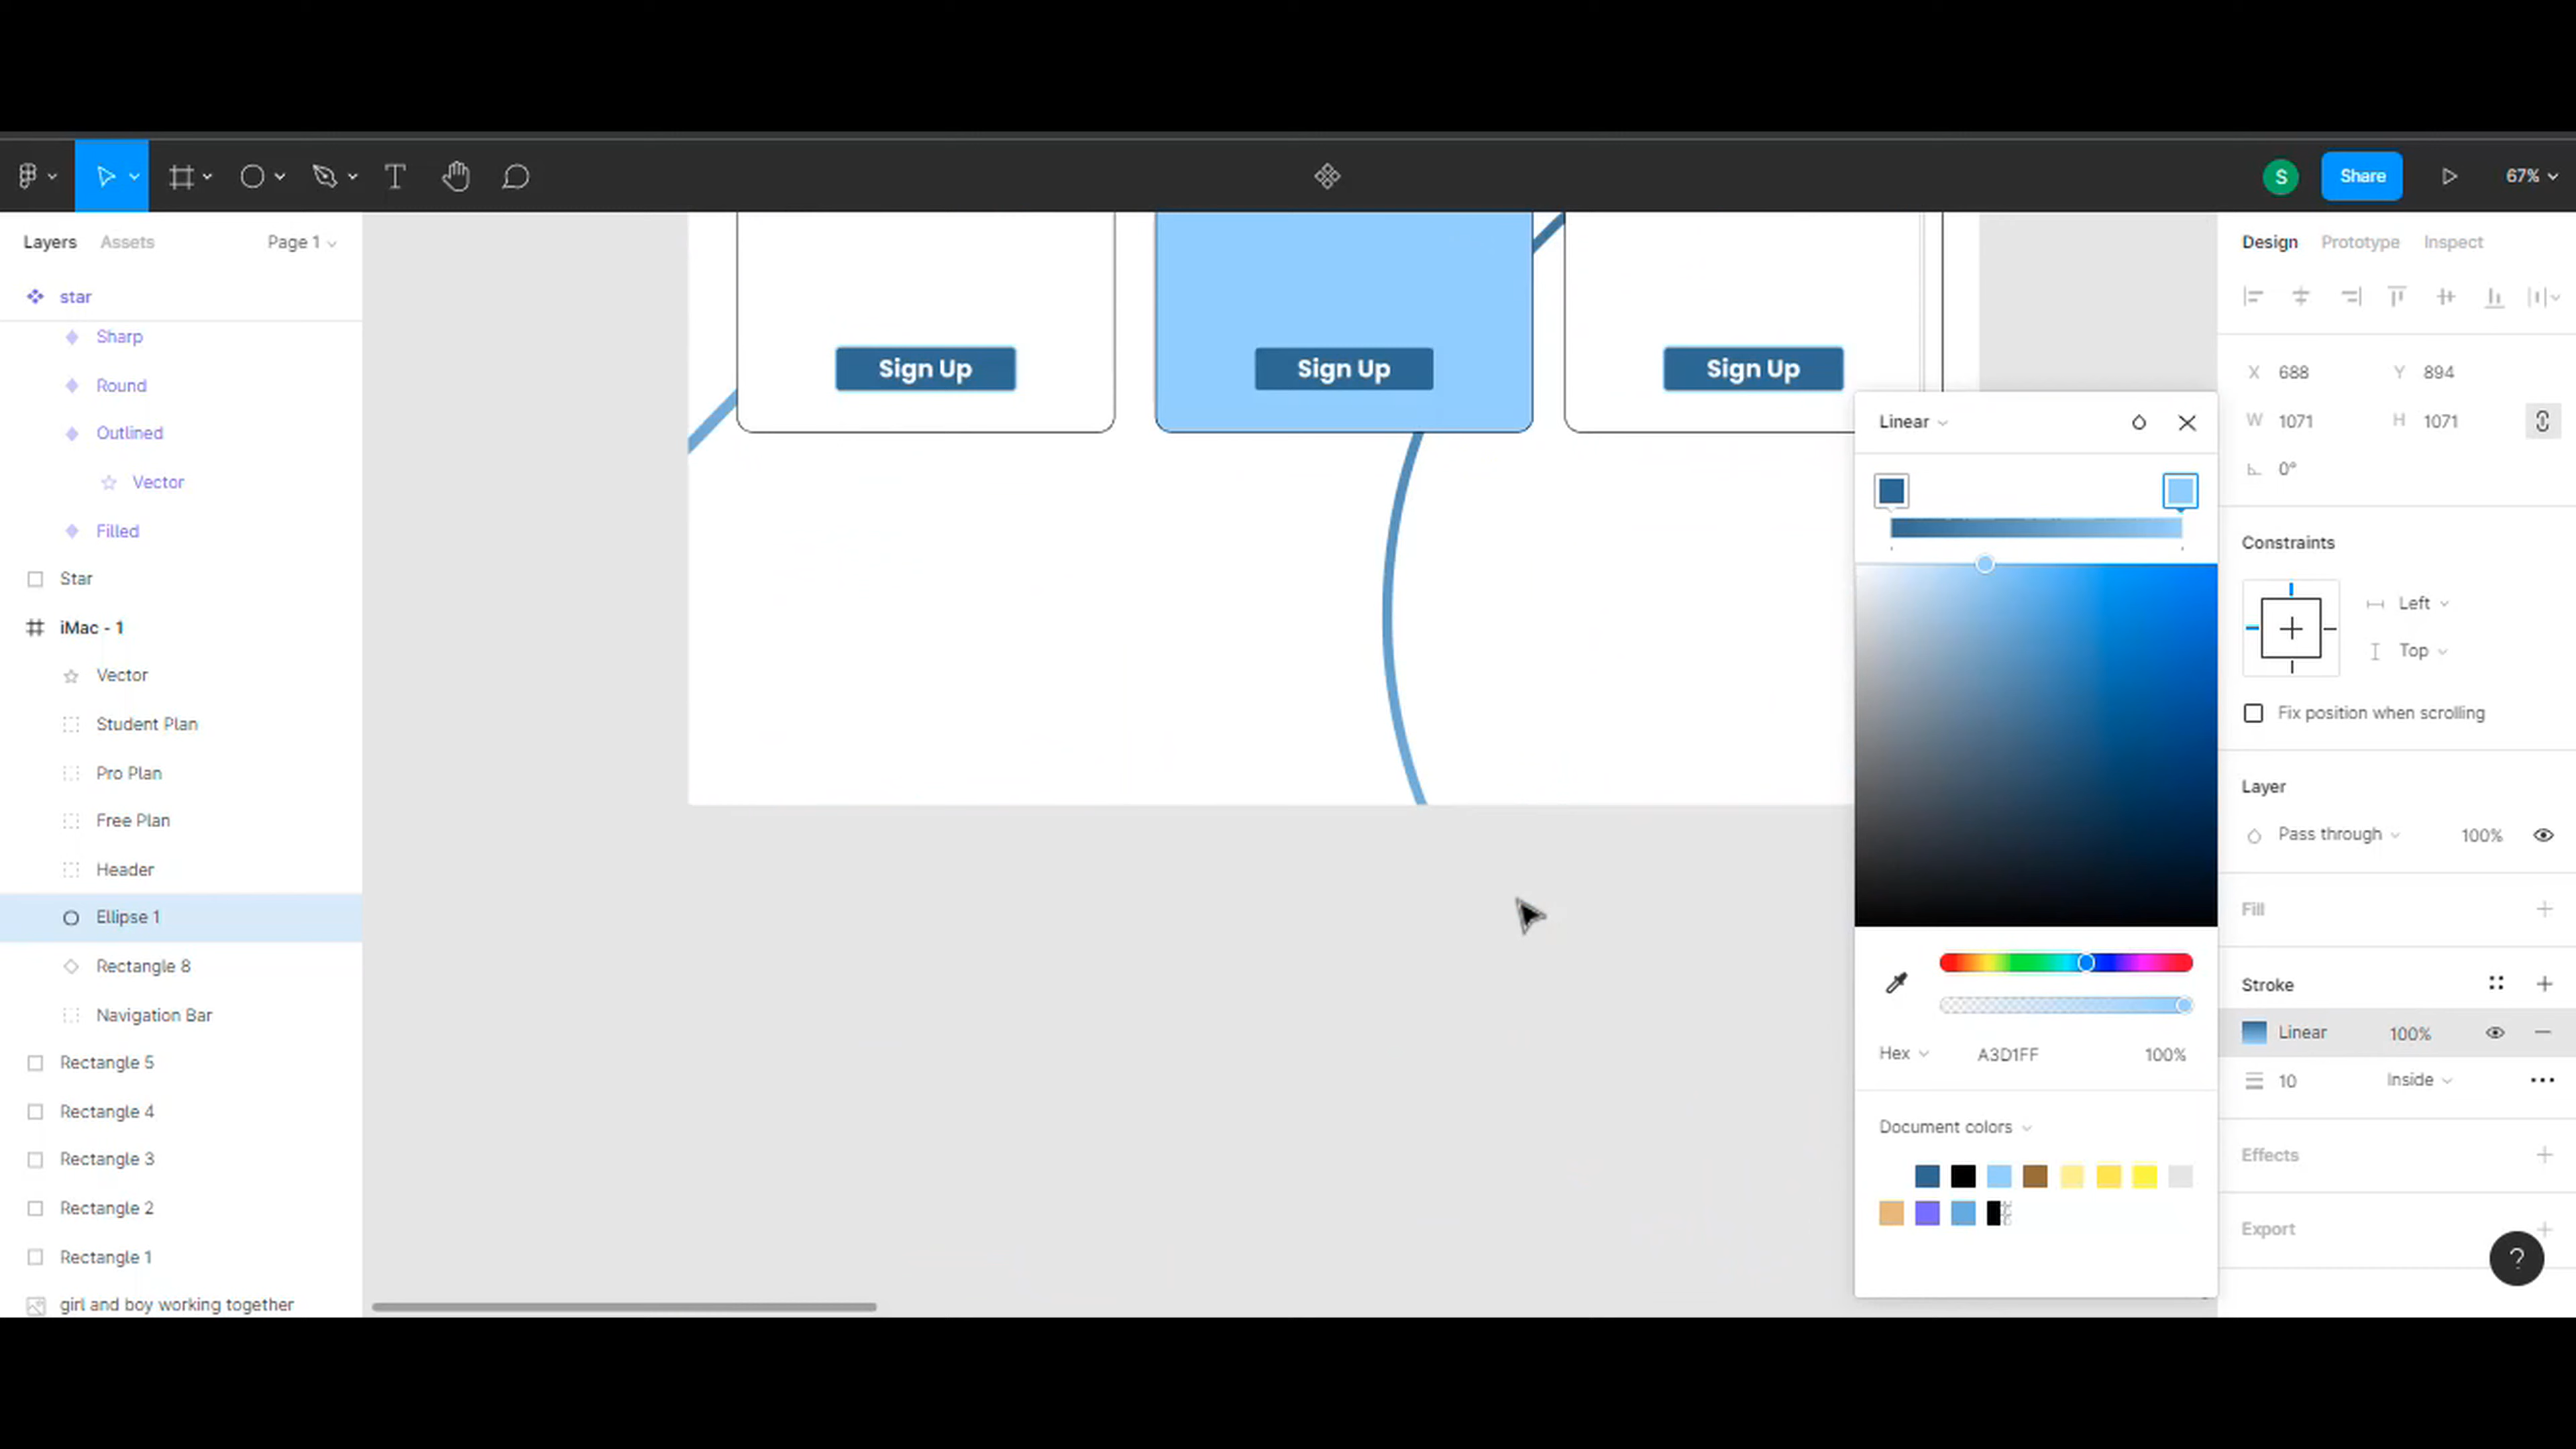 S
Share
67%
Layers
Assets
Page 1
star
Sharp
Round
Outlined
Vector
Filled
Star
iMac - 1
Vector
Student Plan
Pro Plan
Free Plan
Header
Ellipse 1
Rectangle 8
Navigation Bar
Rectangle 5
Rectangle 4
Rectangle 3
Rectangle 2
Rectangle 1
girl and boy working together
Sign Up
Sign Up
Sign Up
Linear
Hex A3D1FF 100%
Document colors
Design Prototype Inspect
X 688 Y 894
W 1071 H 1071
0°
Constraints
Left
Top
Fix position when scrolling
Layer
Pass through 100%
Fill
Stroke
Linear 100%
10 Inside
Effects
Export
?